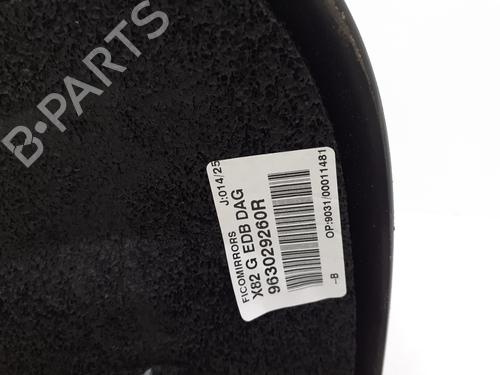 B-PARTS
J:014/25
FICOMIRRORS
X82 G EDB DAG
963029260R
OP:9031/00011481
-B